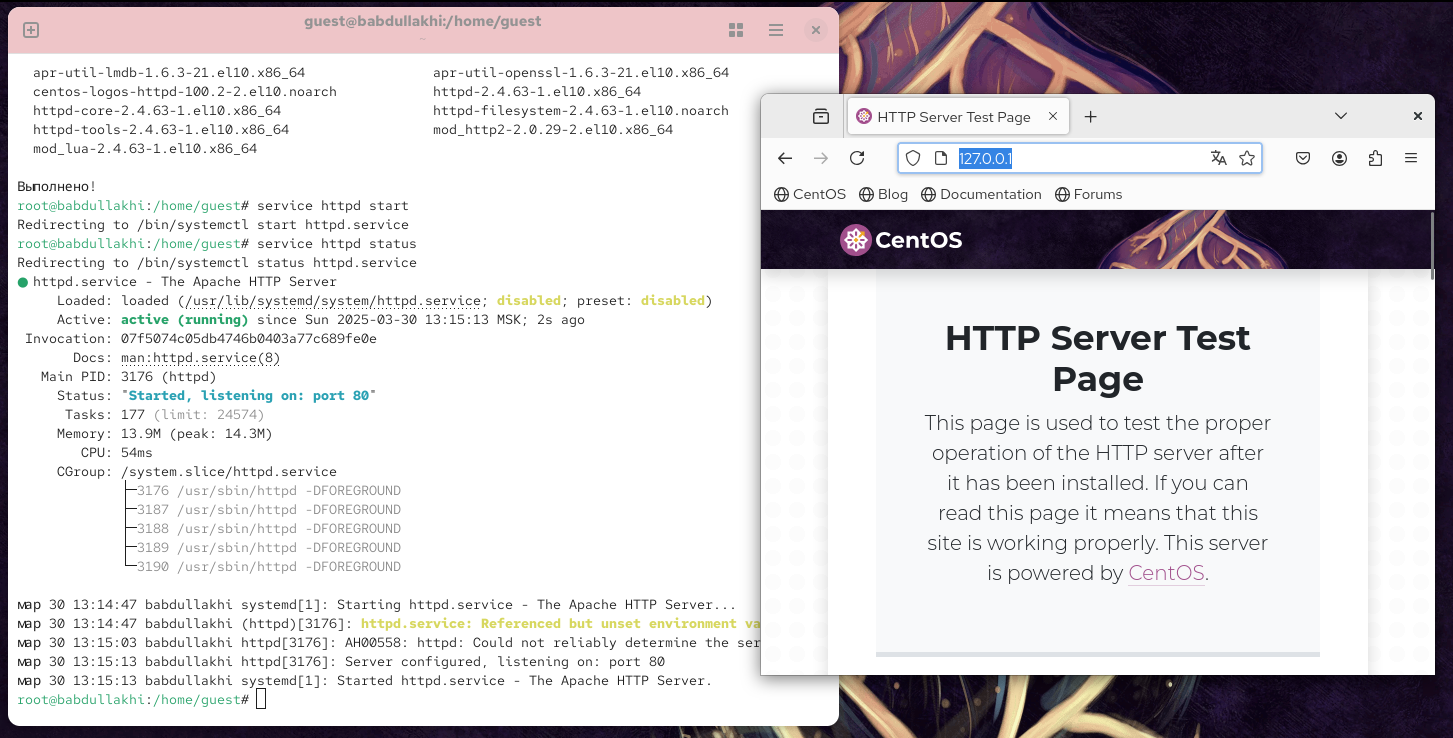 guest@babdullakhi:/home/guest
apr-util-lmdb-1.6.3-21.el10.x86_64 apr-util-openssl-1.6.3-21.el10.x86_64
centos-logos-httpd-100.2-2.el10.noarch httpd-2.4.63-1.el10.x86_64
httpd-core-2.4.63-1.el10.x86_64 httpd-filesystem-2.4.63-1.el10.noarch
httpd-tools-2.4.63-1.el10.x86_64 mod_http2-2.0.29-2.el10.x86_64
mod_lua-2.4.63-1.el10.x86_64
Выполнено!
root@babdullakhi:/home/guest# service httpd start
Redirecting to /bin/systemctl start httpd.service
root@babdullakhi:/home/guest# service httpd status
Redirecting to /bin/systemctl status httpd.service
● httpd.service - The Apache HTTP Server
Loaded: loaded (/usr/lib/systemd/system/httpd.service; disabled; preset: disabled)
Active: active (running) since Sun 2025-03-30 13:15:13 MSK; 2s ago
Invocation: 07f5074c05db4746b0403a77c689fe0e
Docs: man:httpd.service(8)
Main PID: 3176 (httpd)
Status: "Started, listening on: port 80"
Tasks: 177 (limit: 24574)
Memory: 13.9M (peak: 14.3M)
CPU: 54ms
CGroup: /system.slice/httpd.service
├─3176 /usr/sbin/httpd -DFOREGROUND
├─3187 /usr/sbin/httpd -DFOREGROUND
├─3188 /usr/sbin/httpd -DFOREGROUND
├─3189 /usr/sbin/httpd -DFOREGROUND
└─3190 /usr/sbin/httpd -DFOREGROUND
мар 30 13:14:47 babdullakhi systemd[1]: Starting httpd.service - The Apache HTTP Server...
мар 30 13:14:47 babdullakhi (httpd)[3176]: httpd.service: Referenced but unset environment va
мар 30 13:15:03 babdullakhi httpd[3176]: AH00558: httpd: Could not reliably determine the ser
мар 30 13:15:13 babdullakhi httpd[3176]: Server configured, listening on: port 80
мар 30 13:15:13 babdullakhi systemd[1]: Started httpd.service - The Apache HTTP Server.
root@babdullakhi:/home/guest#
HTTP Server Test Page
127.0.0.1
CentOS Blog Documentation Forums
CentOS
HTTP Server Test
Page
This page is used to test the proper
operation of the HTTP server after
it has been installed. If you can
read this page it means that this
site is working properly. This server
is powered by CentOS.